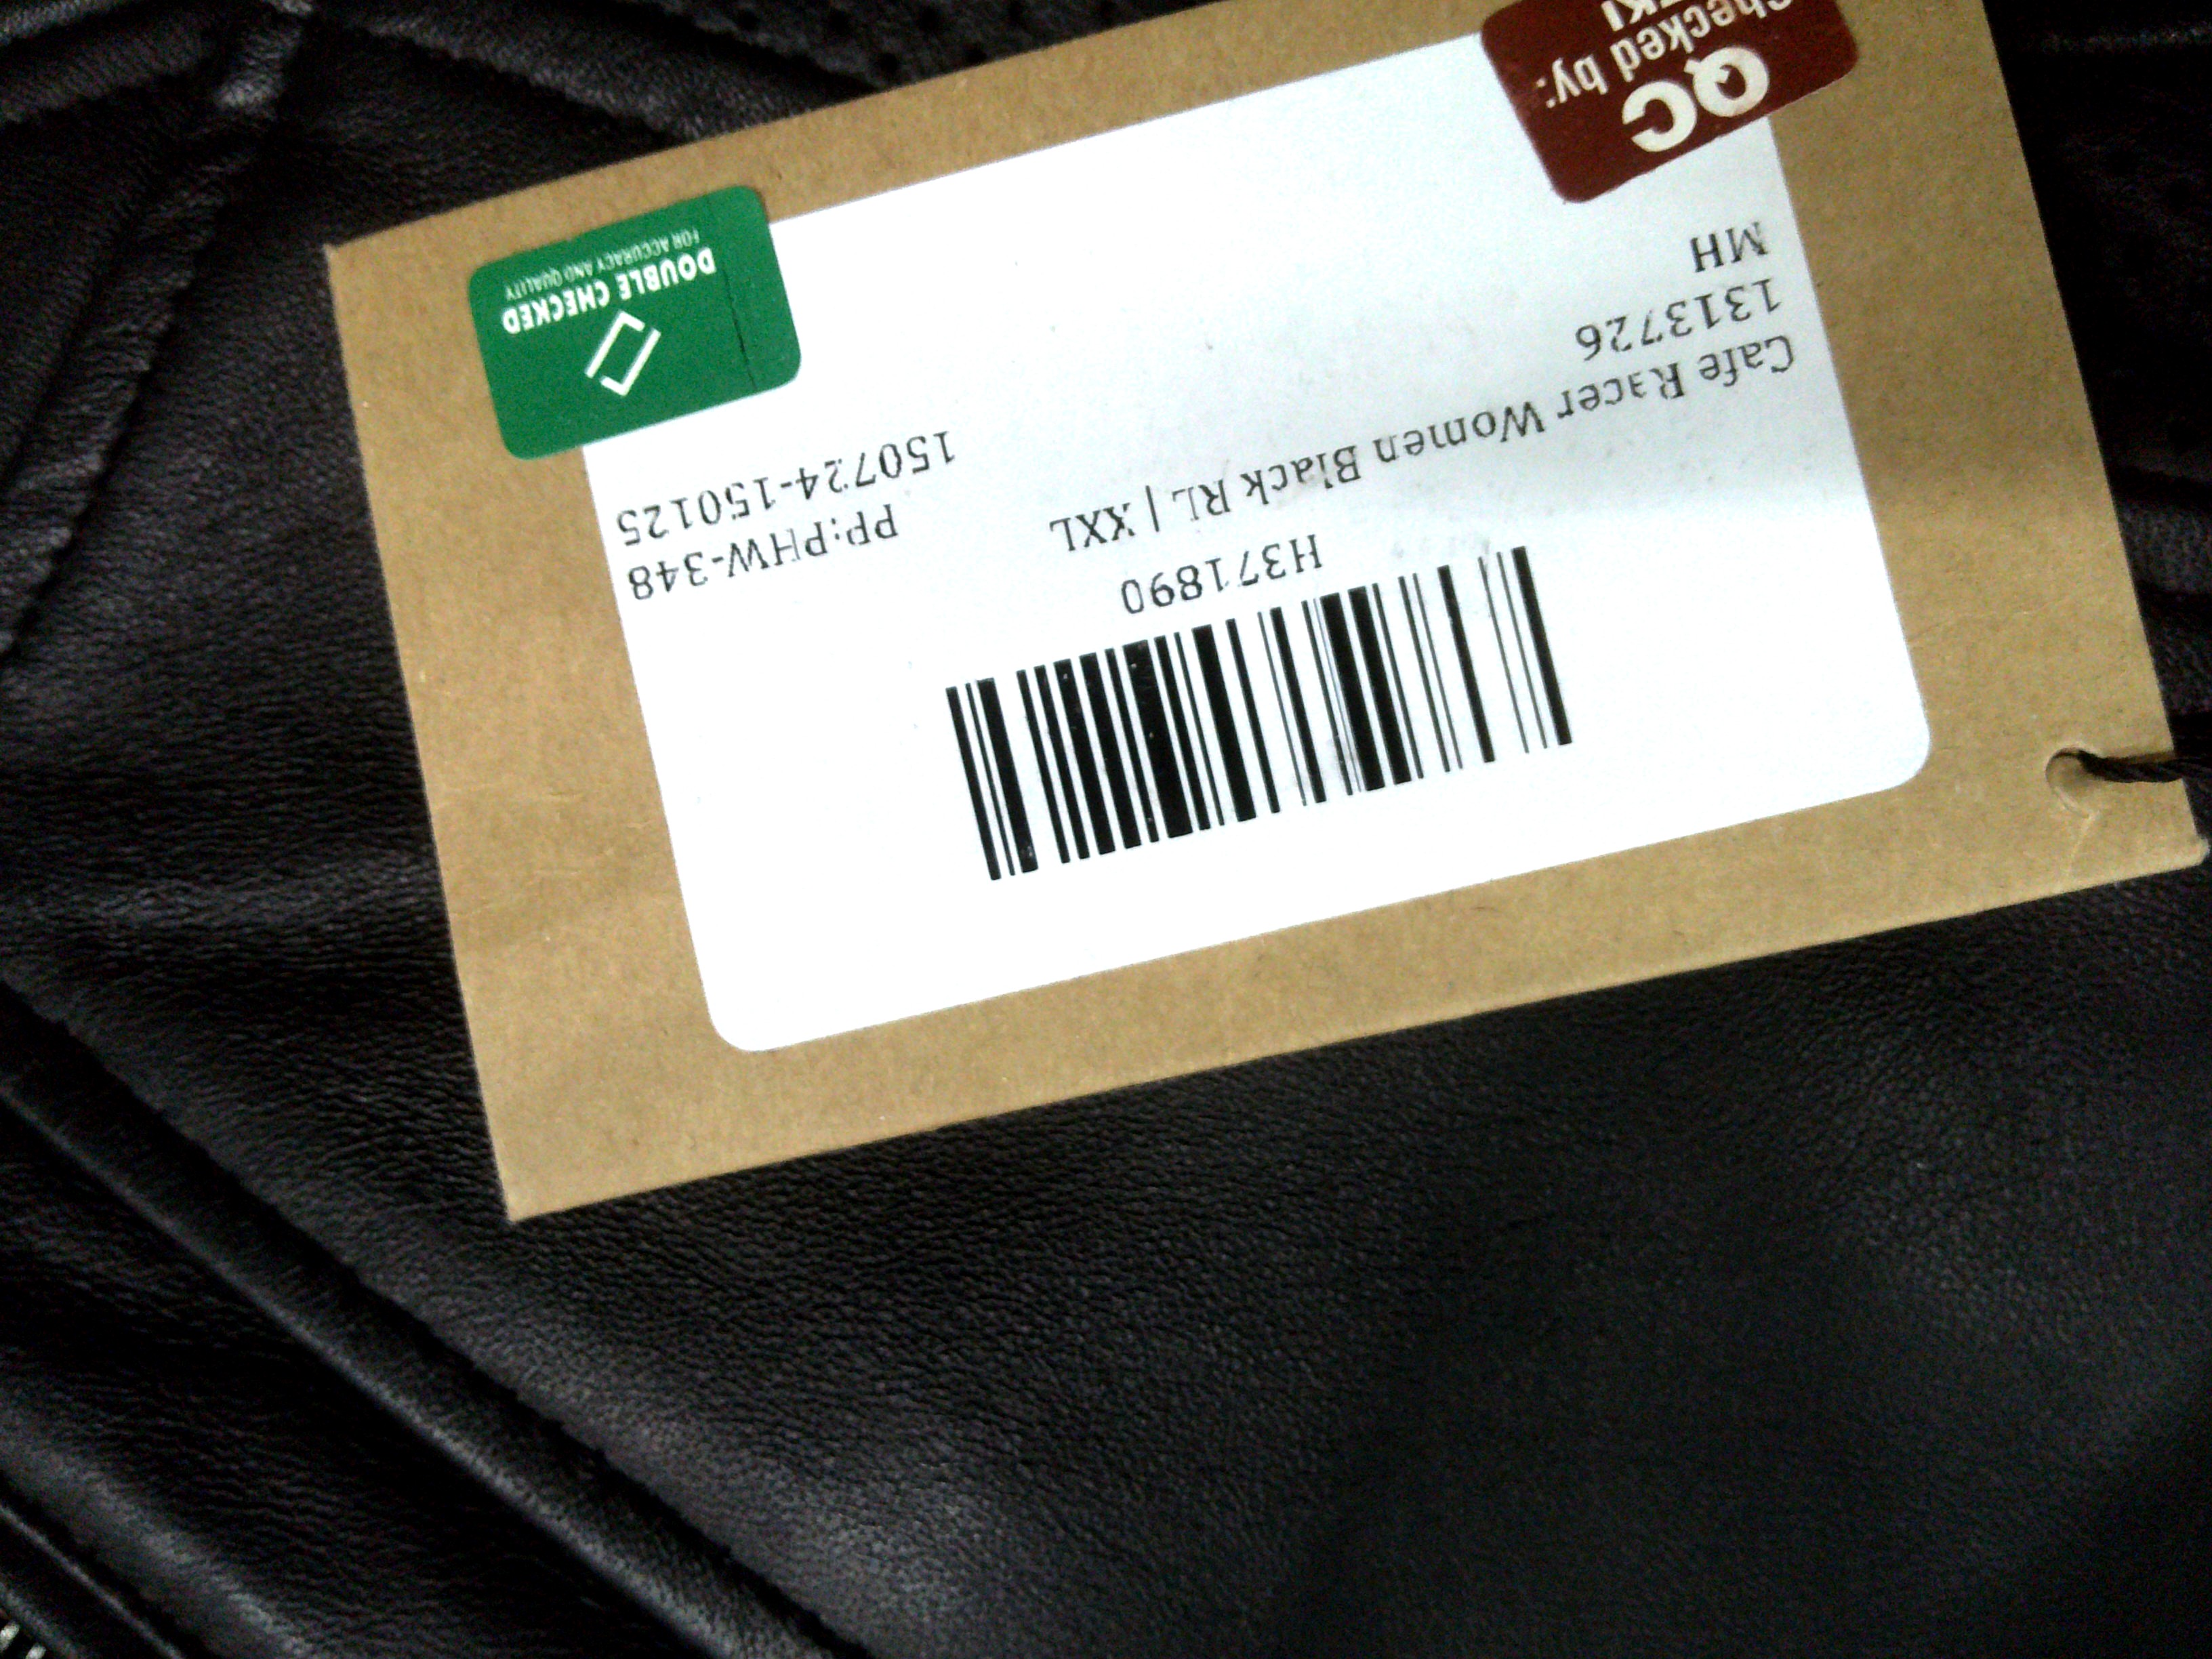 H371890
Cafe Racer Women Black RL | XXL
1313726
MH
PP:PHW-348
150724-150125
DOUBLE CHECKED
FOR ACCURACY AND QUALITY
QC
Checked by: